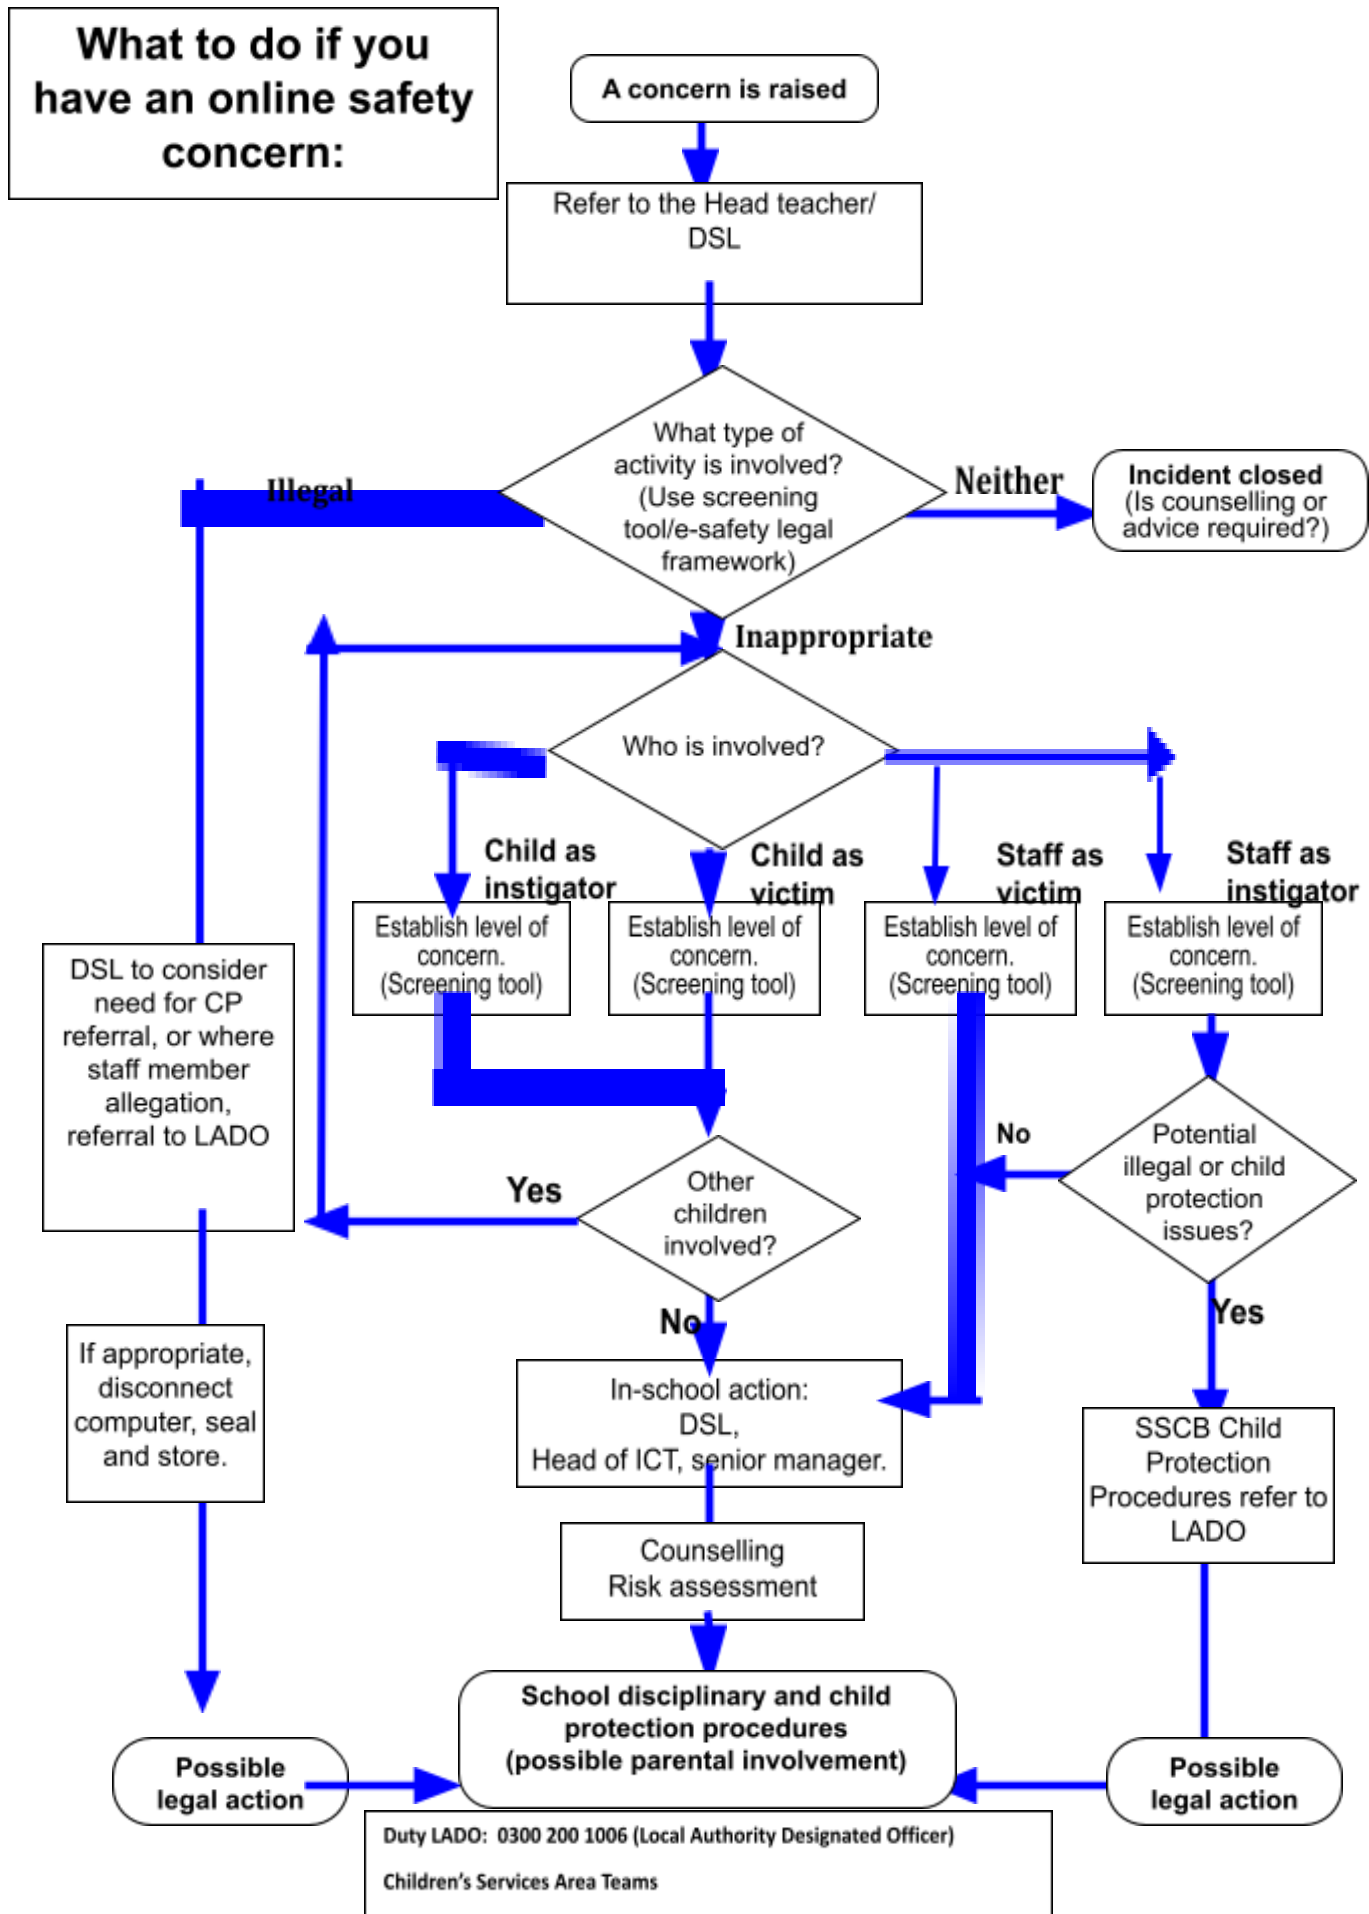 What to do if you
have an online safety
concern:
A concern is raised
Refer to the Head teacher/
DSL
What type of
activity is involved?
(Use screening
tool/e-safety legal
framework)
Illegal
Neither
Incident closed
(Is counselling or
advice required?)
Inappropriate
Who is involved?
Child as
instigator
Child as
victim
Staff as
victim
Staff as
instigator
Establish level of
concern.
(Screening tool)
Establish level of
concern.
(Screening tool)
Establish level of
concern.
(Screening tool)
Establish level of
concern.
(Screening tool)
DSL to consider
need for CP
referral, or where
staff member
allegation,
referral to LADO
Yes
Other
children
involved?
No
Potential
illegal or child
protection
issues?
No
Yes
If appropriate,
disconnect
computer, seal
and store.
In-school action:
DSL,
Head of ICT, senior manager.
SSCB Child
Protection
Procedures refer to
LADO
Counselling
Risk assessment
School disciplinary and child
protection procedures
(possible parental involvement)
Possible
legal action
Possible
legal action
Duty LADO: 0300 200 1006 (Local Authority Designated Officer)
Children's Services Area Teams